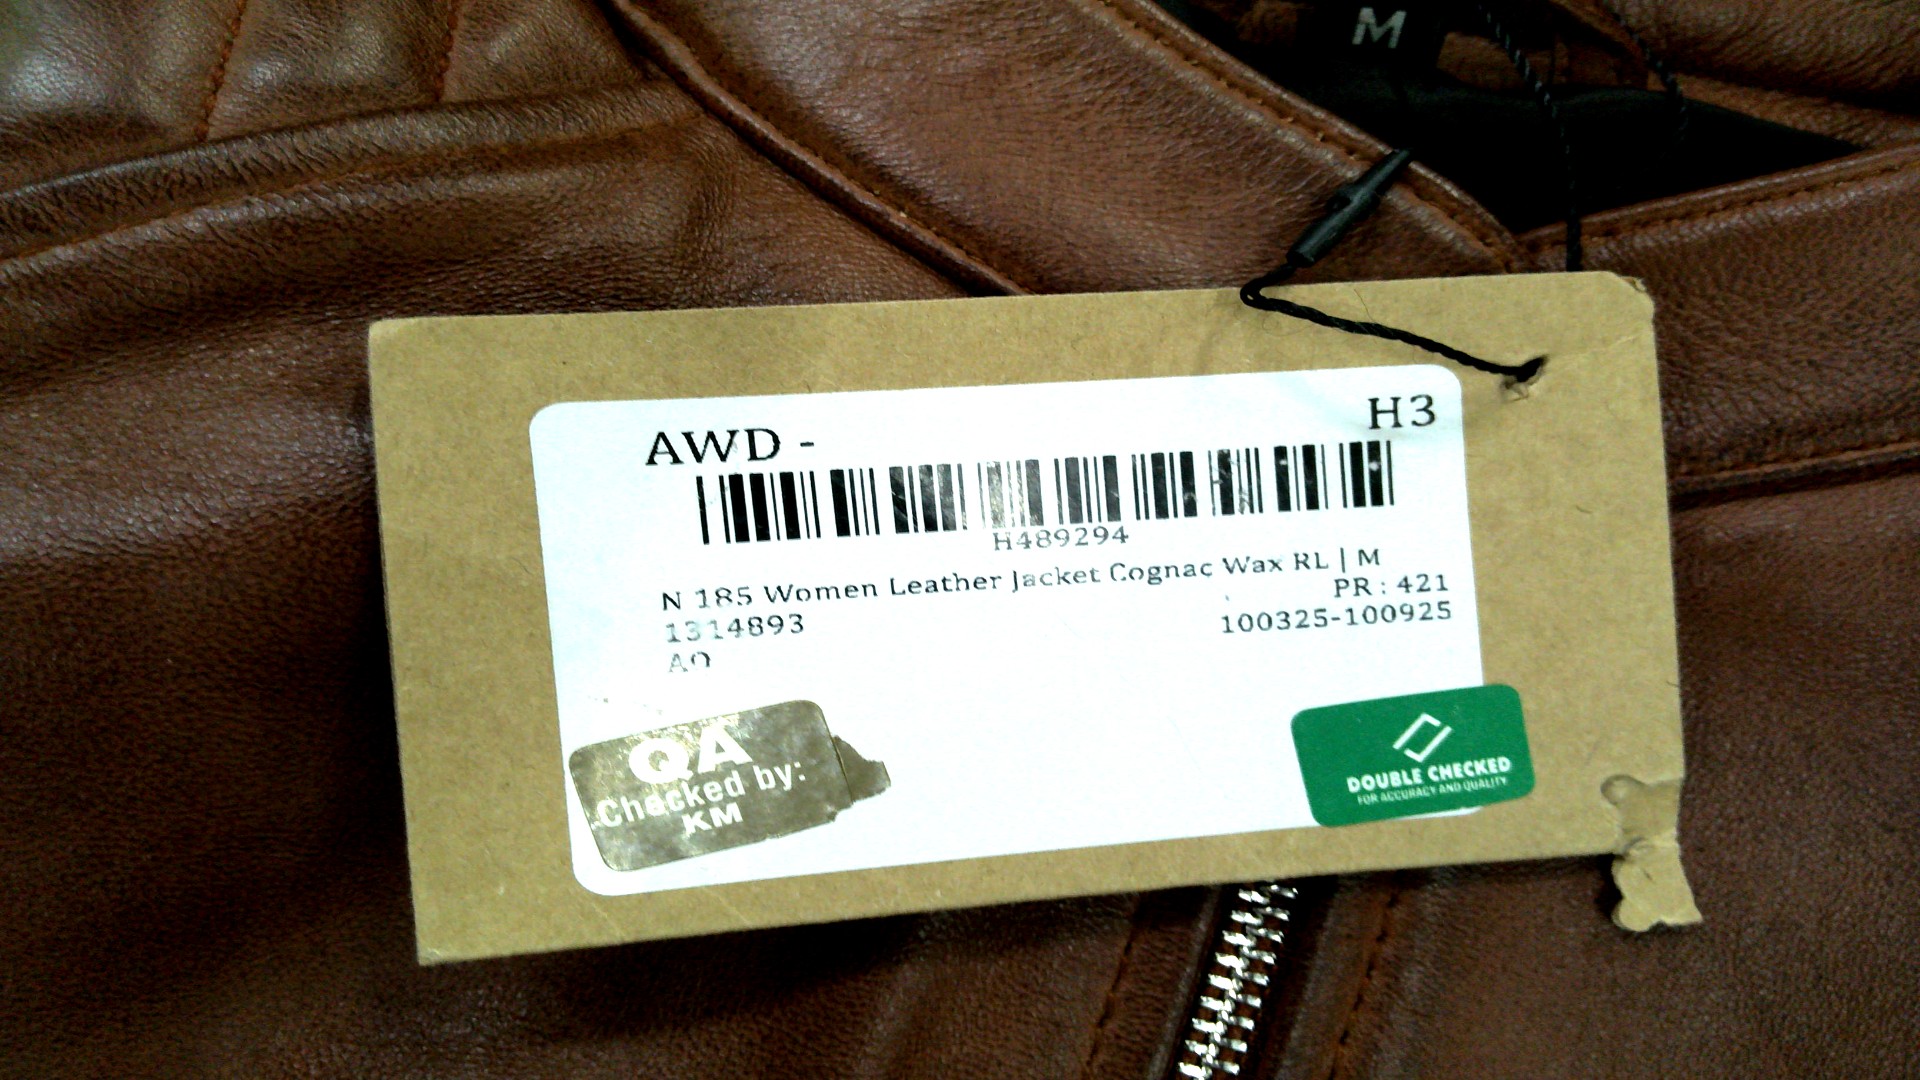 M
AWD - H3
H489294
N 185 Women Leather Jacket Cognac Wax RL | M
PR : 421
1314893 100325-100925
QA
Checked by:
KM
DOUBLE CHECKED
FOR ACCURACY AND QUALITY